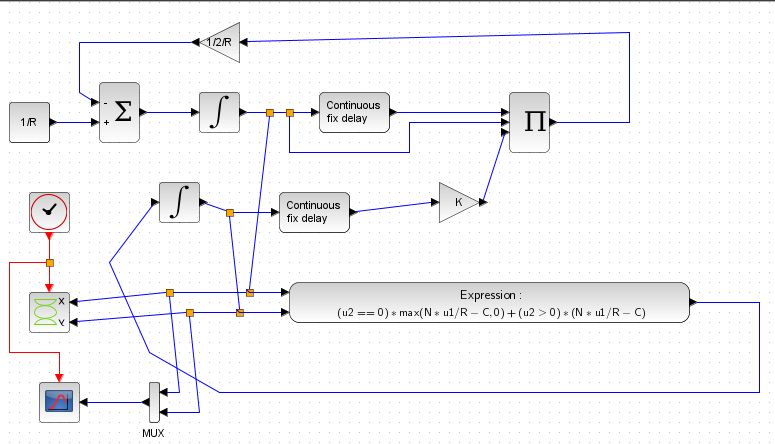 1/2/R
-
+
Σ
1/R
∫
Continuous
fix delay
Π
∫
Continuous
fix delay
K
X
Y
Expression :
(u2 == 0) ∗ max(N ∗ u1/R − C, 0) + (u2 > 0) ∗ (N ∗ u1/R − C)
MUX